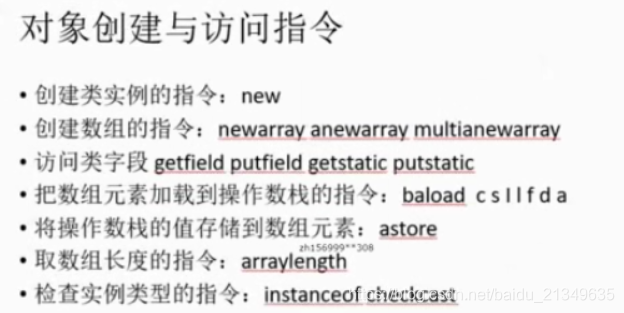 对象创建与访问指令
• 创建类实例的指令：new
• 创建数组的指令：newarray anewarray multianewarray
• 访问类字段 getfield putfield getstatic putstatic
• 把数组元素加载到操作数栈的指令：baload c s l l f d a
• 将操作数栈的值存储到数组元素：astore
zh156999**308
• 取数组长度的指令：arraylength
• 检查实例类型的指令：instanceof checkcast
csdn.net/baidu_21349635